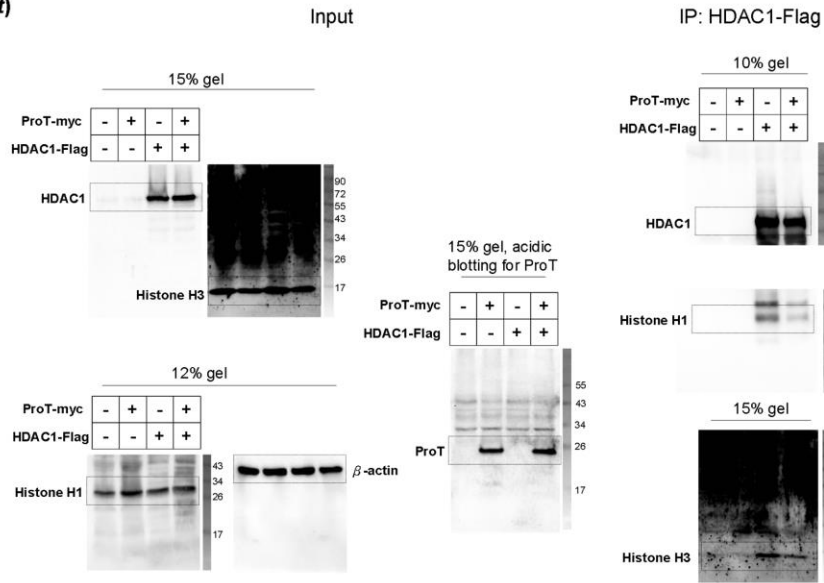 t)
Input
IP: HDAC1-Flag
15% gel
ProT-myc - + - +
HDAC1-Flag - - + +
HDAC1
90
72
55
43
34
26
17
Histone H3
12% gel
ProT-myc - + - +
HDAC1-Flag - - + +
Histone H1
43
34
26
17
β-actin
15% gel, acidic
blotting for ProT
ProT-myc - + - +
HDAC1-Flag - - + +
55
43
34
26
17
ProT
10% gel
ProT-myc - + - +
HDAC1-Flag - - + +
HDAC1
Histone H1
15% gel
Histone H3